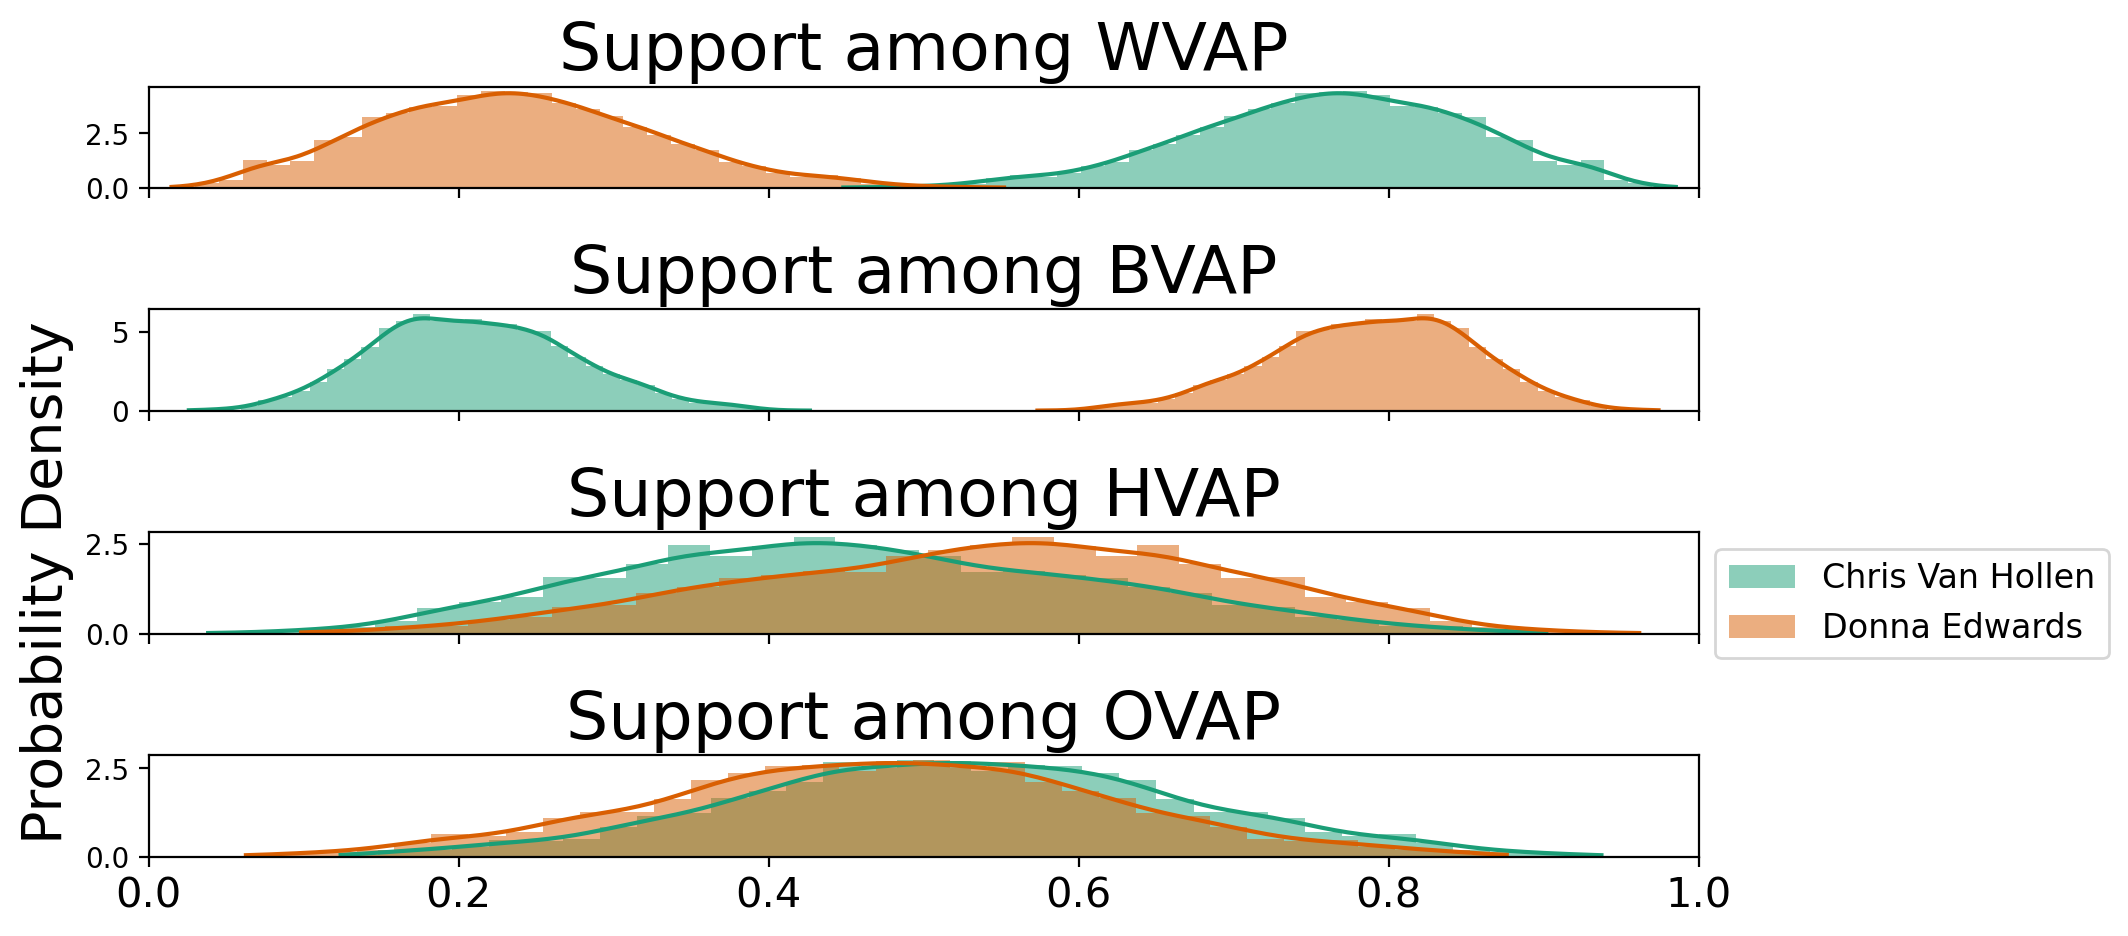 Support among WVAP
2.5
0.0
Support among BVAP
5
0
Support among HVAP
2.5
0.0
Support among OVAP
2.5
0.0
0.0 0.2 0.4 0.6 0.8 1.0
Probability Density
Chris Van Hollen
Donna Edwards